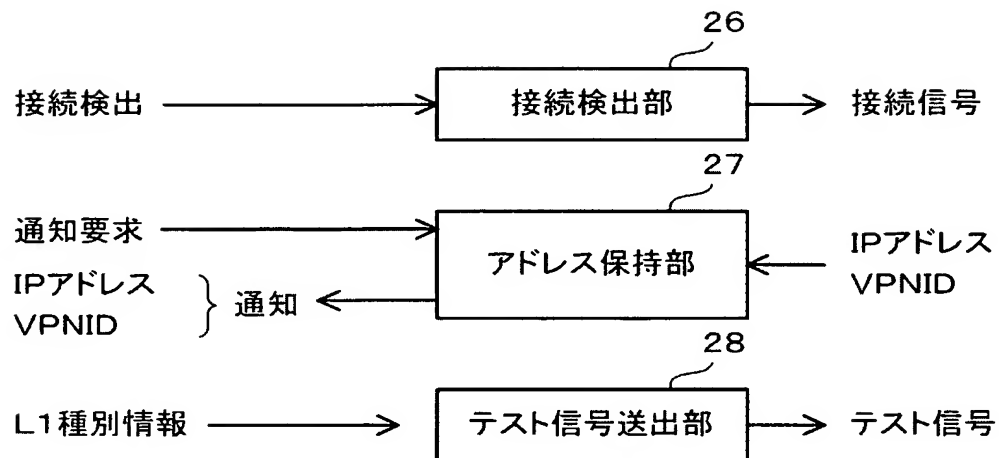 26
接続検出
接続検出部
接続信号
27
通知要求
アドレス保持部
IPアドレス
VPNID
IPアドレス
VPNID
通知
28
L1種別情報
テスト信号送出部
テスト信号